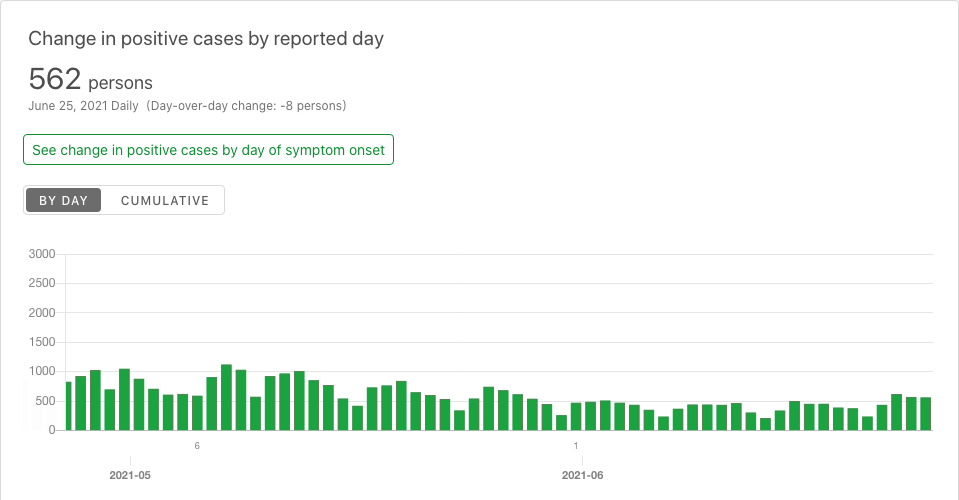 Change in positive cases by reported day
562 persons
June 25, 2021 Daily (Day-over-day change: -8 persons)
See change in positive cases by day of symptom onset
BY DAY CUMULATIVE
3000
2500
2000
1500
1000
500
0
6 1
2021-05 2021-06